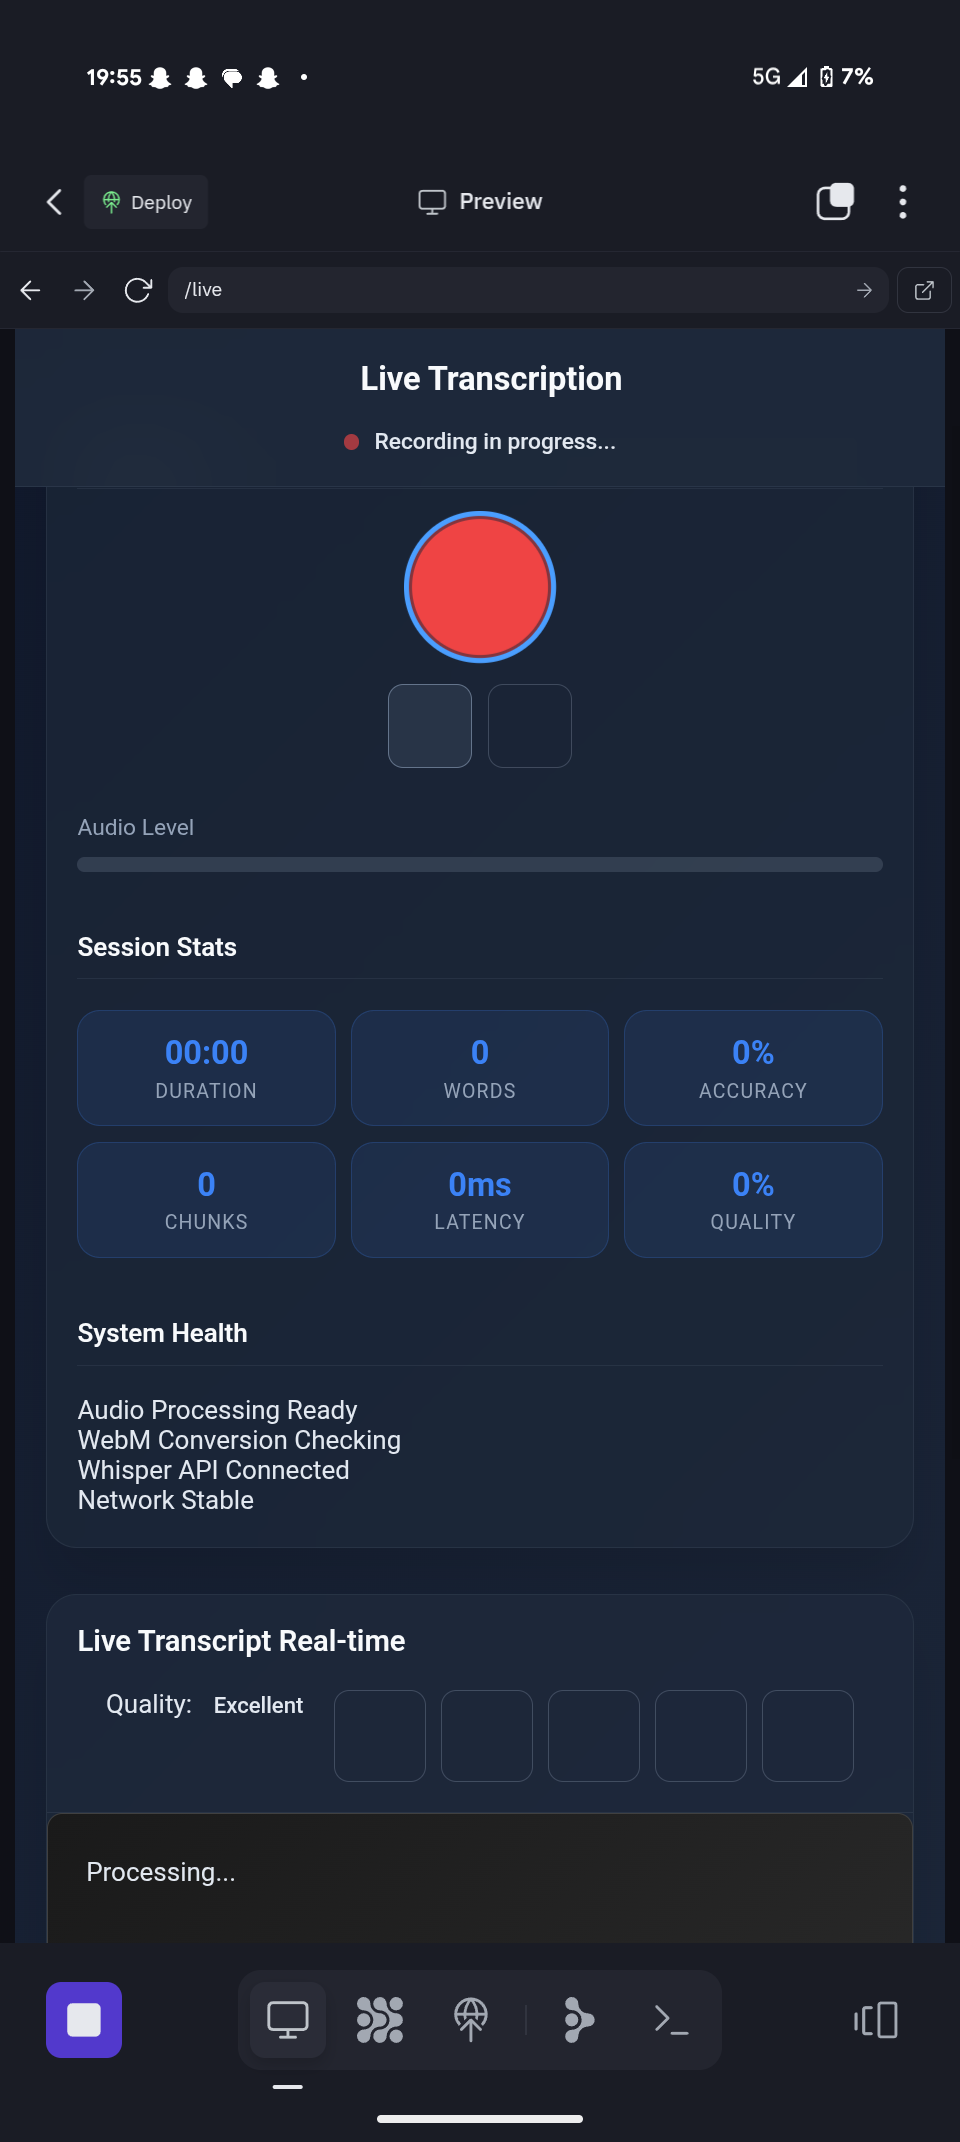 19:55
5G 7%
Deploy
Preview
/live
Live Transcription
Recording in progress...
Audio Level
Session Stats
00:00 0 0%
DURATION WORDS ACCURACY
0 0ms 0%
CHUNKS LATENCY QUALITY
System Health
Audio Processing Ready
WebM Conversion Checking
Whisper API Connected
Network Stable
Live Transcript Real-time
Quality: Excellent
Processing...